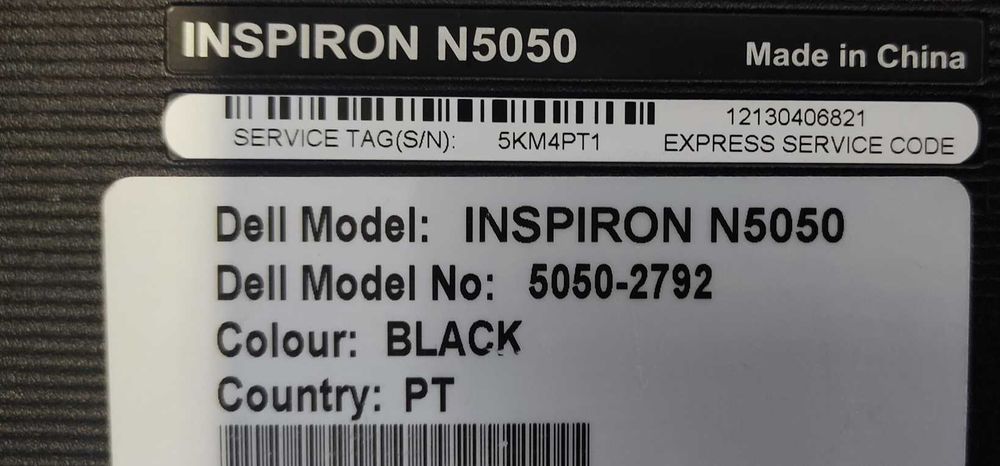 INSPIRON N5050
Made in China
12130406821
SERVICE TAG(S/N): 5KM4PT1 EXPRESS SERVICE CODE
Dell Model: INSPIRON N5050
Dell Model No: 5050-2792
Colour: BLACK
Country: PT